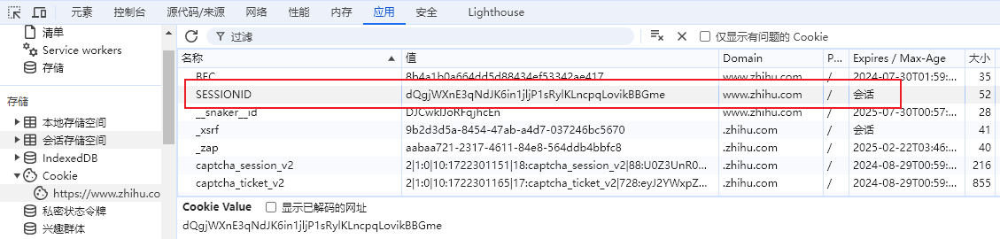 元素 控制台 源代码/来源 网络 性能 内存 应用 安全 Lighthouse
清单
Service workers
存储
存储
本地存储空间
会话存储空间
IndexedDB
Cookie
https://www.zhihu.co
私密状态令牌
兴趣群体
过滤 仅显示有问题的 Cookie
名称 值 Domain P... Expires / Max-Age 大小
BEC 8b4a1b0a664dd5d88434ef53342ae417 www.zhihu.com / 2024-07-30T01:59:... 35
SESSIONID dQgjWXnE3qNdJK6in1jljP1sRylKLncpqLovikBBGme www.zhihu.com / 会话 52
__snaker__id DJCwkIJoRFqjhcEn www.zhihu.com / 2025-07-30T00:57:... 28
_xsrf 9b2d3d5a-8454-47ab-a4d7-037246bc5670 .zhihu.com / 会话 41
_zap aabaa721-2317-4611-84e8-564ddb4bbfc8 .zhihu.com / 2025-02-22T03:46:... 40
captcha_session_v2 2|1:0|10:1722301151|18:captcha_session_v2|88:U0Z3UnR0... .zhihu.com / 2024-08-29T00:59:... 216
captcha_ticket_v2 2|1:0|10:1722301165|17:captcha_ticket_v2|728:eyJ2YWxpZ... .zhihu.com / 2024-08-29T00:59:... 855
Cookie Value 显示已解码的网址
dQgjWXnE3qNdJK6in1jljP1sRylKLncpqLovikBBGme